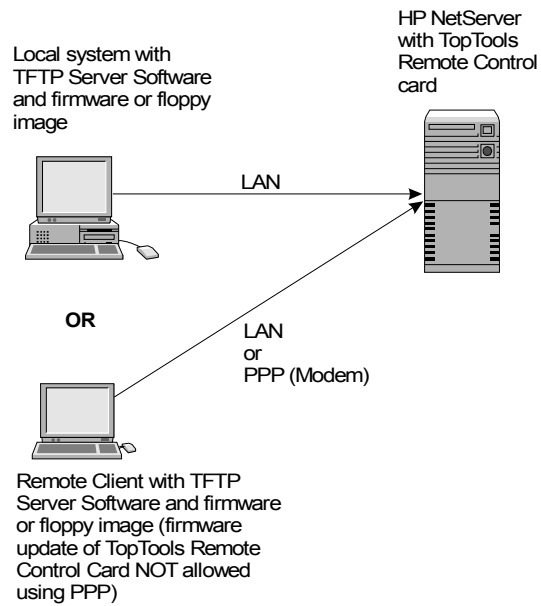 HP NetServer
with TopTools
Remote Control
card
Local system with
TFTP Server Software
and firmware or floppy
image
LAN
OR
LAN
or
PPP (Modem)
Remote Client with TFTP
Server Software and firmware
or floppy image (firmware
update of TopTools Remote
Control Card NOT allowed
using PPP)